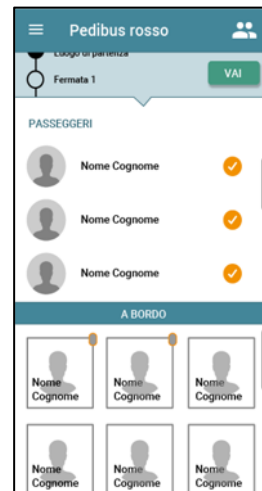 Pedibus rosso
Luogo di partenza
Fermata 1
VAI
PASSEGGERI
Nome Cognome
Nome Cognome
Nome Cognome
A BORDO
Nome
Cognome
Nome
Cognome
Nome
Cognome
Nome
Cognome
Nome
Cognome
Nome
Cognome